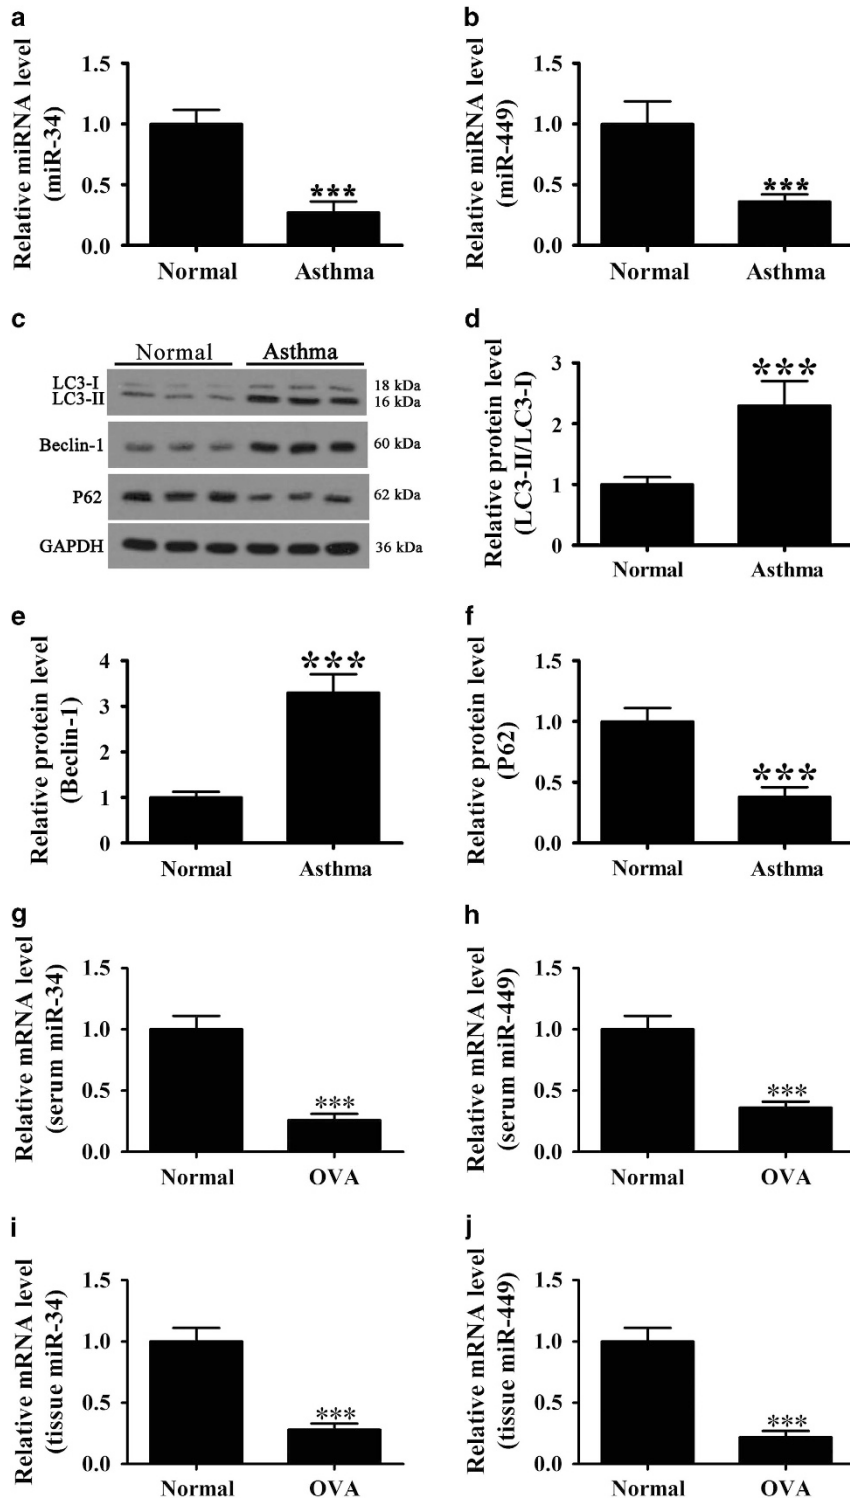 a
Relative miRNA level
(miR-34)
1.5
1.0
0.5
0.0
***
Normal
Asthma
b
Relative miRNA level
(miR-449)
1.5
1.0
0.5
0.0
***
Normal
Asthma
c
Normal
Asthma
LC3-I
18 kDa
LC3-II
16 kDa
Beclin-1
60 kDa
P62
62 kDa
GAPDH
36 kDa
d
Relative protein level
(LC3-II/LC3-I)
3
2
1
0
***
Normal
Asthma
e
Relative protein level
(Beclin-1)
4
3
2
1
0
***
Normal
Asthma
f
Relative protein level
(P62)
1.5
1.0
0.5
0.0
***
Normal
Asthma
g
Relative mRNA level
(serum miR-34)
1.5
1.0
0.5
0.0
***
Normal
OVA
h
Relative mRNA level
(serum miR-449)
1.5
1.0
0.5
0.0
***
Normal
OVA
i
Relative mRNA level
(tissue miR-34)
1.5
1.0
0.5
0.0
***
Normal
OVA
j
Relative mRNA level
(tissue miR-449)
1.5
1.0
0.5
0.0
***
Normal
OVA